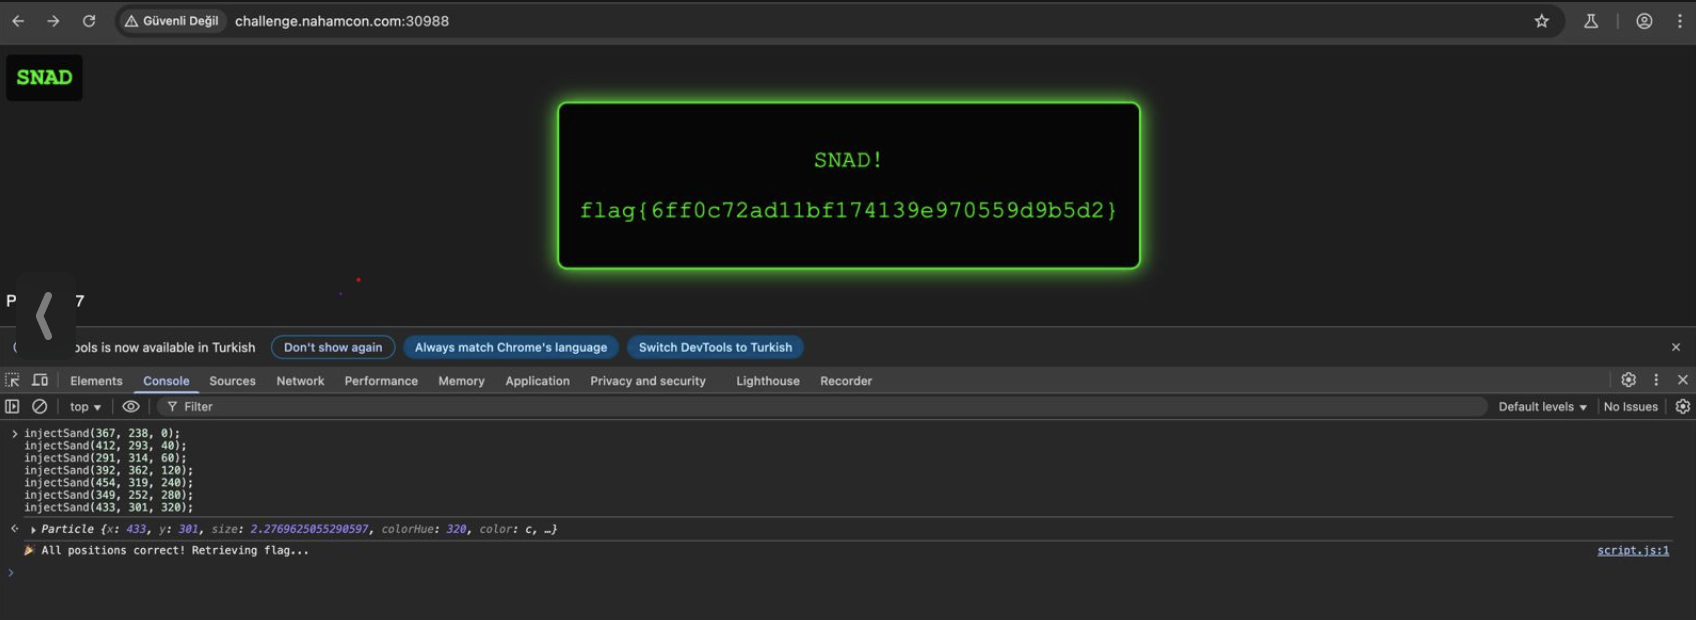 Güvenli Değil challenge.nahamcon.com:30988
SNAD
SNAD!
flag{6ff0c72ad11bf174139e970559d9b5d2}
P 7
ools is now available in Turkish Don't show again Always match Chrome's language Switch DevTools to Turkish
Elements Console Sources Network Performance Memory Application Privacy and security Lighthouse Recorder
top Filter Default levels No Issues
injectSand(367, 238, 0);
injectSand(412, 293, 40);
injectSand(291, 314, 60);
injectSand(392, 362, 120);
injectSand(454, 319, 240);
injectSand(349, 252, 280);
injectSand(433, 301, 320);
Particle {x: 433, y: 301, size: 2.2769625055290597, colorHue: 320, color: c, …}
All positions correct! Retrieving flag... script.js:1